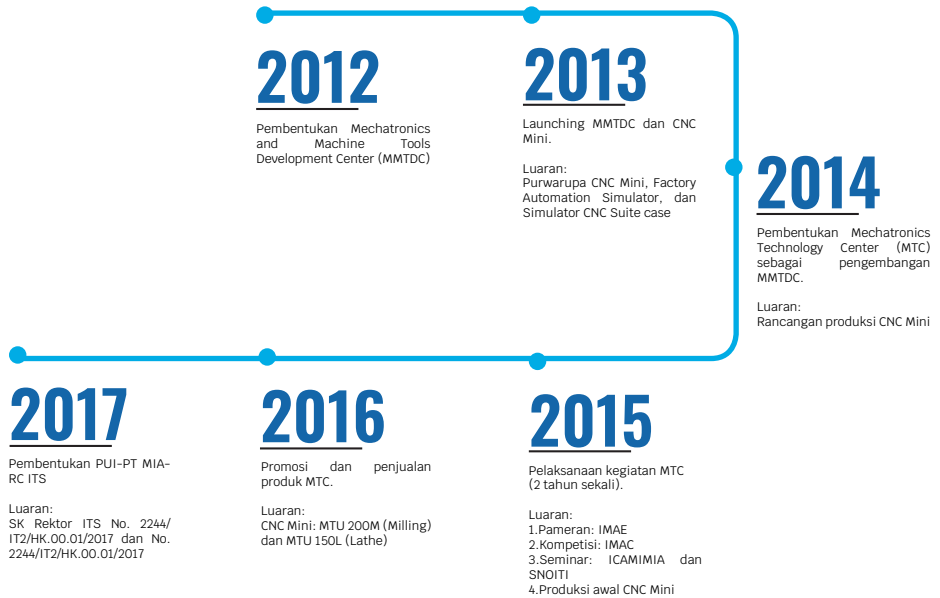 2012
Pembentukan Mechatronics
and Machine Tools
Development Center (MMTDC)
2013
Launching MMTDC dan CNC
Mini.
Luaran:
Purwarupa CNC Mini, Factory
Automation Simulator, dan
Simulator CNC Suite case
2014
Pembentukan Mechatronics
Technology Center (MTC)
sebagai pengembangan
MMTDC.
Luaran:
Rancangan produksi CNC Mini
2015
Pelaksanaan kegiatan MTC
(2 tahun sekali).
Luaran:
1.Pameran: IMAE
2.Kompetisi: IMAC
3.Seminar: ICAMIMIA dan
SNOITI
4.Produksi awal CNC Mini
2016
Promosi dan penjualan
produk MTC.
Luaran:
CNC Mini: MTU 200M (Milling)
dan MTU 150L (Lathe)
2017
Pembentukan PUI-PT MIA-
RC ITS
Luaran:
SK Rektor ITS No. 2244/
IT2/HK.00.01/2017 dan No.
2244/IT2/HK.00.01/2017